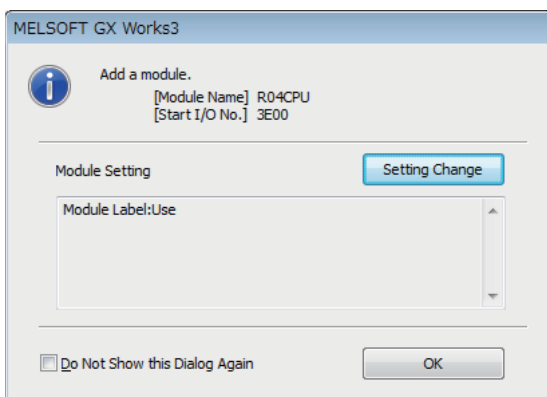 MELSOFT GX Works3
Add a module.
[Module Name] R04CPU
[Start I/O No.] 3E00
Module Setting
Setting Change
Module Label:Use
Do Not Show this Dialog Again
OK